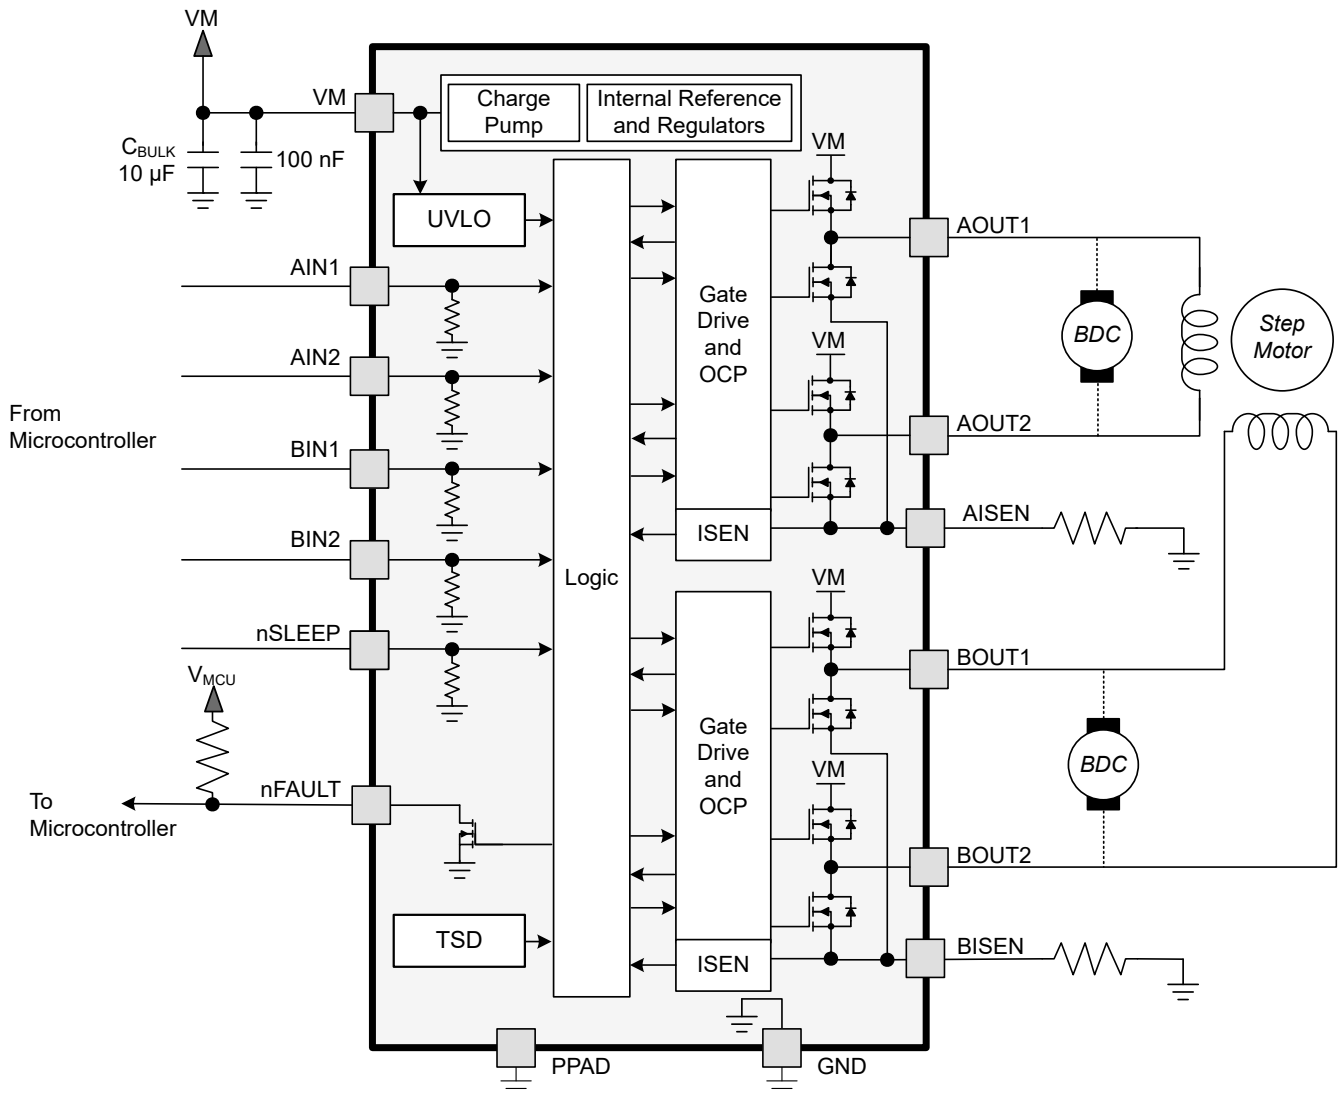 VM
VM
Charge
Pump
Internal Reference
and Regulators
CBULK
10 µF
100 nF
UVLO
VM
AOUT1
AIN1
Gate
Drive
and
OCP
BDC
Step
Motor
VM
AIN2
From
Microcontroller
AOUT2
BIN1
AISEN
ISEN
BIN2
Logic
VM
nSLEEP
BOUT1
VMCU
Gate
Drive
and
OCP
BDC
VM
nFAULT
To
Microcontroller
BOUT2
TSD
ISEN
BISEN
PPAD
GND